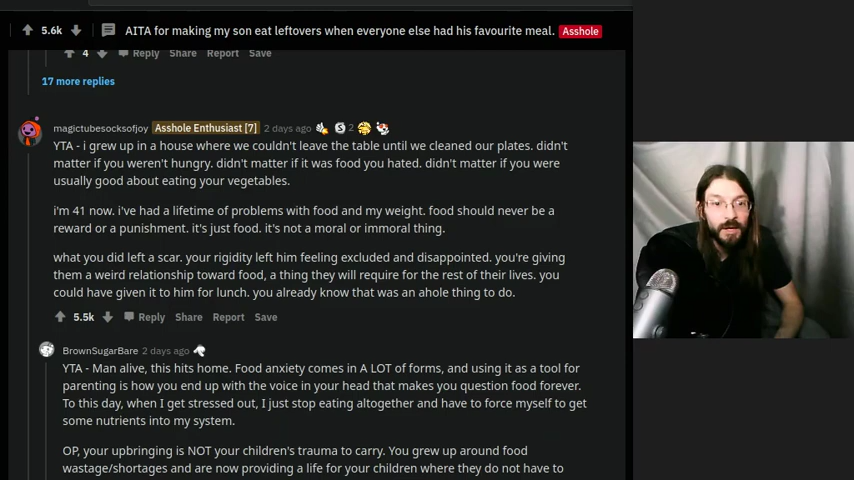 5.6k AITA for making my son eat leftovers when everyone else had his favourite meal. Asshole
4 Reply Share Report Save
17 more replies
magictubesocksofjoy Asshole Enthusiast [7] 2 days ago 2
YTA - i grew up in a house where we couldn't leave the table until we cleaned our plates. didn't
matter if you weren't hungry. didn't matter if it was food you hated. didn't matter if you were
usually good about eating your vegetables.
i'm 41 now. i've had a lifetime of problems with food and my weight. food should never be a
reward or a punishment. it's just food. it's not a moral or immoral thing.
what you did left a scar. your rigidity left him feeling excluded and disappointed. you're giving
them a weird relationship toward food, a thing they will require for the rest of their lives. you
could have given it to him for lunch. you already know that was an ahole thing to do.
5.5k Reply Share Report Save
BrownSugarBare 2 days ago
YTA - Man alive, this hits home. Food anxiety comes in A LOT of forms, and using it as a tool for
parenting is how you end up with the voice in your head that makes you question food forever.
To this day, when I get stressed out, I just stop eating altogether and have to force myself to get
some nutrients into my system.
OP, your upbringing is NOT your children's trauma to carry. You grew up around food
wastage/shortages and are now providing a life for your children where they do not have to